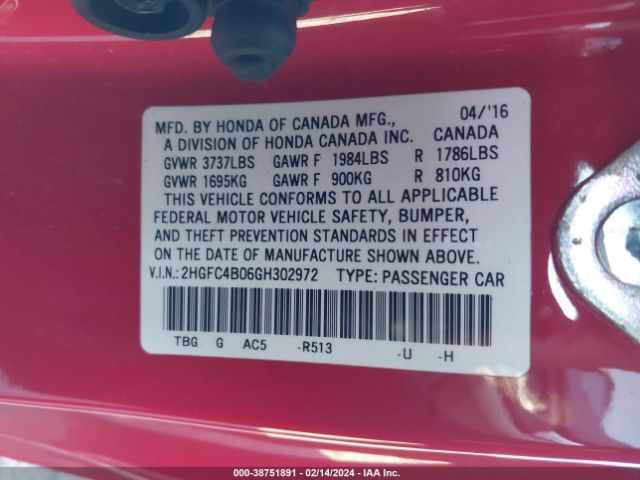 04/'16
MFD. BY HONDA OF CANADA MFG.,
A DIVISION OF HONDA CANADA INC. CANADA
GVWR 3737LBS GAWR F 1984LBS R 1786LBS
GVWR 1695KG GAWR F 900KG R 810KG
THIS VEHICLE CONFORMS TO ALL APPLICABLE
FEDERAL MOTOR VEHICLE SAFETY, BUMPER,
AND THEFT PREVENTION STANDARDS IN EFFECT
ON THE DATE OF MANUFACTURE SHOWN ABOVE.
V.I.N.: 2HGFC4B06GH302972 TYPE: PASSENGER CAR
TBG G AC5 -R513 -U -H
000-38751891 - 02/14/2024 - IAA Inc.